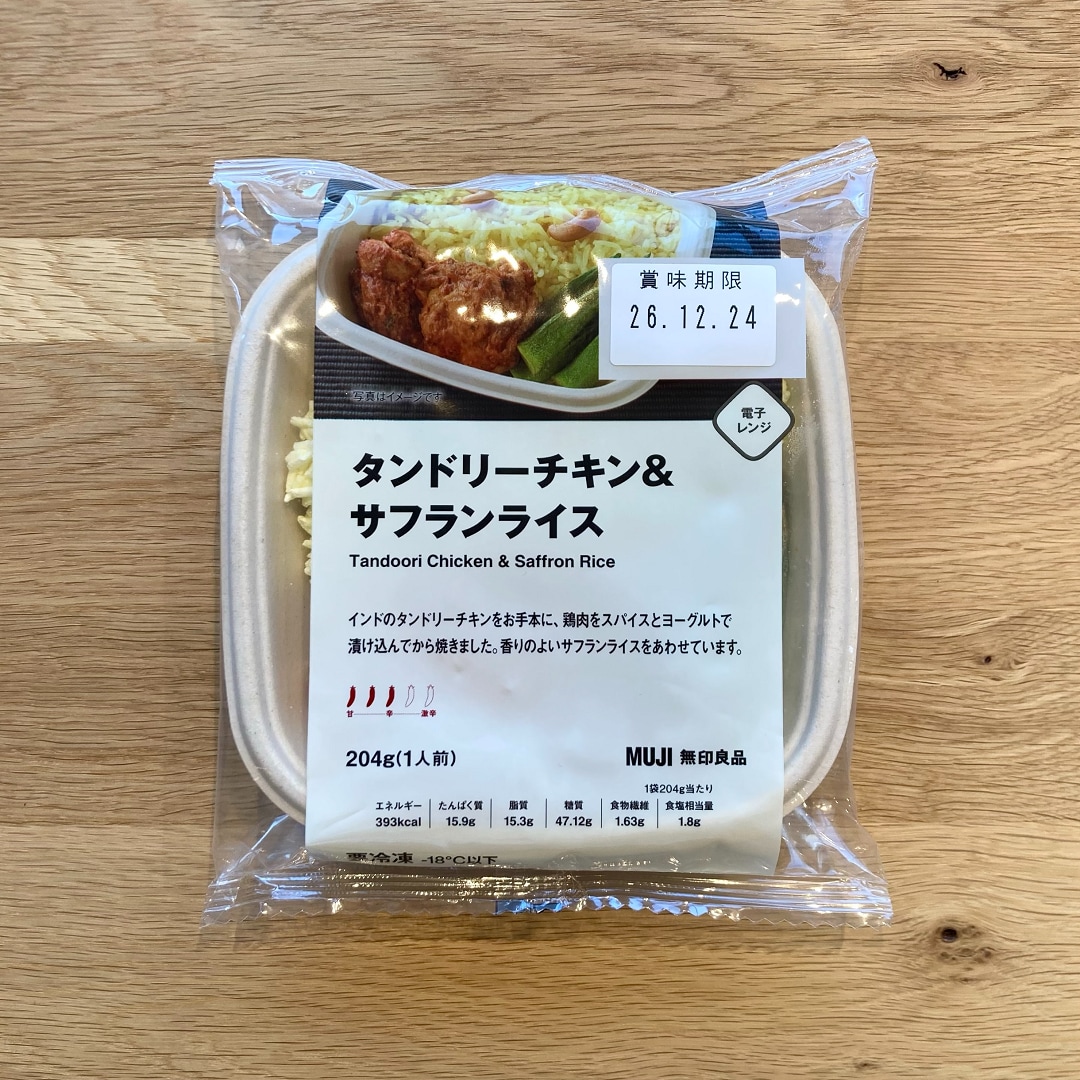 賞味期限
26.12.24
写真はイメージです
電子
レンジ
タンドリーチキン&
サフランライス
Tandoori Chicken & Saffron Rice
インドのタンドリーチキンをお手本に、鶏肉をスパイスとヨーグルトで
漬け込んでから焼きました。香りのよいサフランライスをあわせています。
甘 辛 激辛
204g(1人前)
MUJI 無印良品
1袋204g当たり
エネルギー たんぱく質 脂質 糖質 食物繊維 食塩相当量
393kcal 15.9g 15.3g 47.12g 1.63g 1.8g
要冷凍 -18℃以下